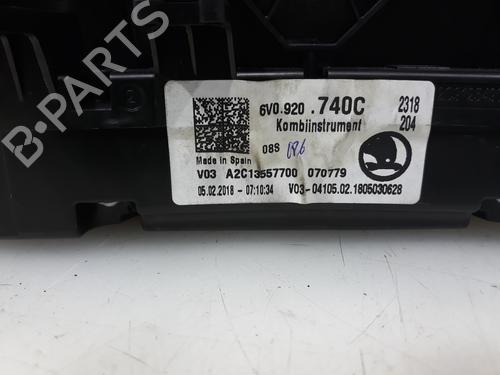 6V0.920 .740C 2318
Kombiinstrument 204
08S 186
Made in Spain
V03 A2C13557700 070779
05.02.2018 - 07:10:34 V03-04105.02.1805030628
B-PARTS